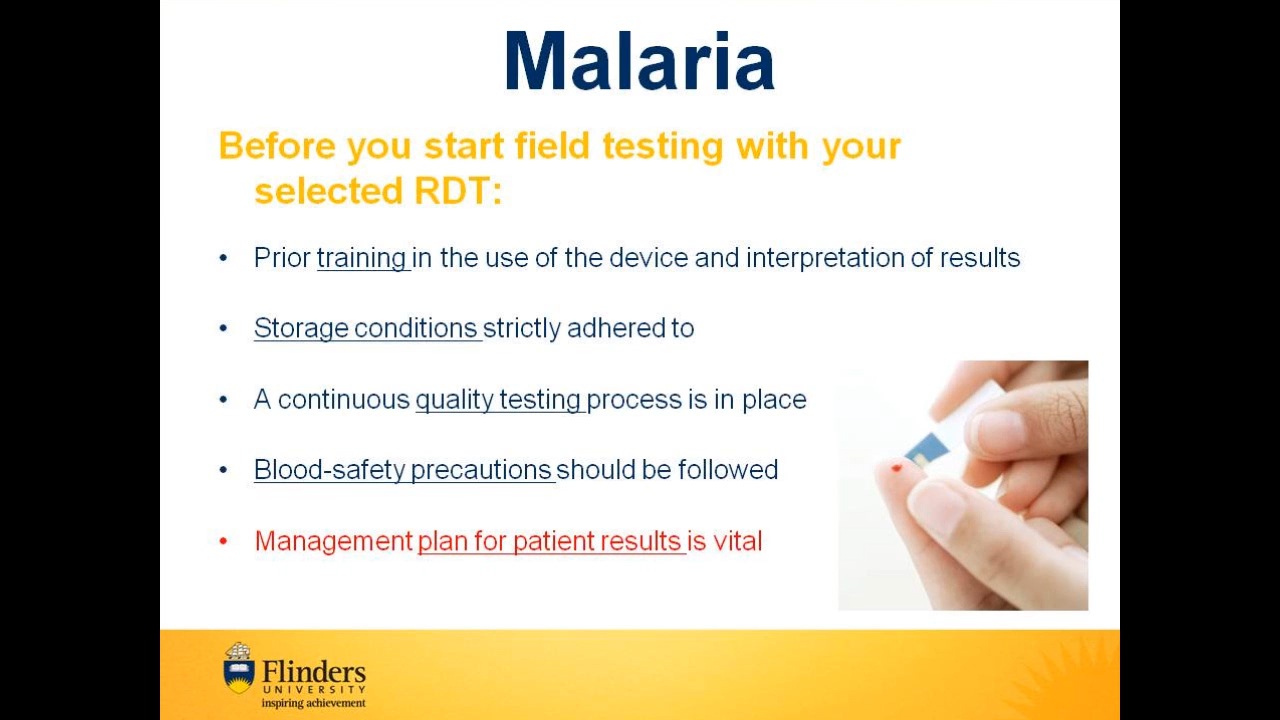 Malaria
Before you start field testing with your
selected RDT:
• Prior training in the use of the device and interpretation of results
• Storage conditions strictly adhered to
• A continuous quality testing process is in place
• Blood-safety precautions should be followed
• Management plan for patient results is vital
Flinders
UNIVERSITY
inspiring achievement